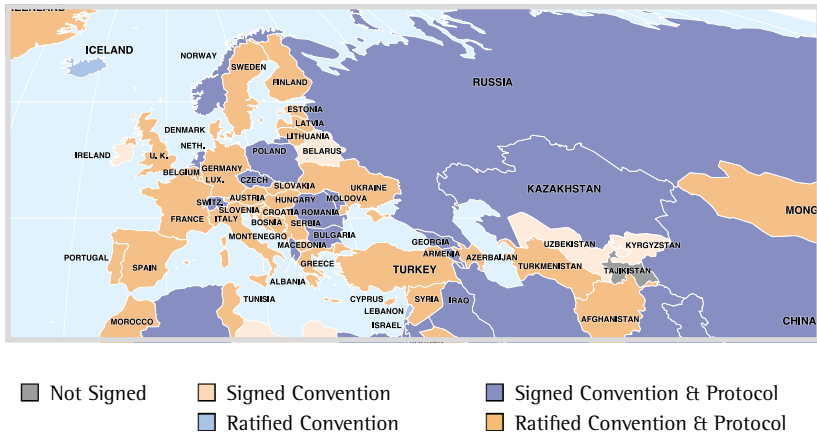 ICELAND
NORWAY
SWEDEN
FINLAND
RUSSIA
ESTONIA
LATVIA
LITHUANIA
DENMARK
NETH.
IRELAND
U. K.
POLAND
BELARUS
BELGIUM
GERMANY
LUX.
CZECH
SLOVAKIA
UKRAINE
KAZAKHSTAN
SWITZ.
AUSTRIA
HUNGARY
MOLDOVA
SLOVENIA
CROATIA
ROMANIA
FRANCE
ITALY
BOSNIA
SERBIA
MONG
MONTENEGRO
BULGARIA
MACEDONIA
GEORGIA
ARMENIA
AZERBAIJAN
UZBEKISTAN
KYRGYZSTAN
PORTUGAL
SPAIN
GREECE
TURKEY
TURKMENISTAN
TAJIKISTAN
ALBANIA
TUNISIA
CYPRUS
SYRIA
IRAQ
LEBANON
ISRAEL
MOROCCO
AFGHANISTAN
CHINA
Not Signed
Signed Convention
Signed Convention & Protocol
Ratified Convention
Ratified Convention & Protocol